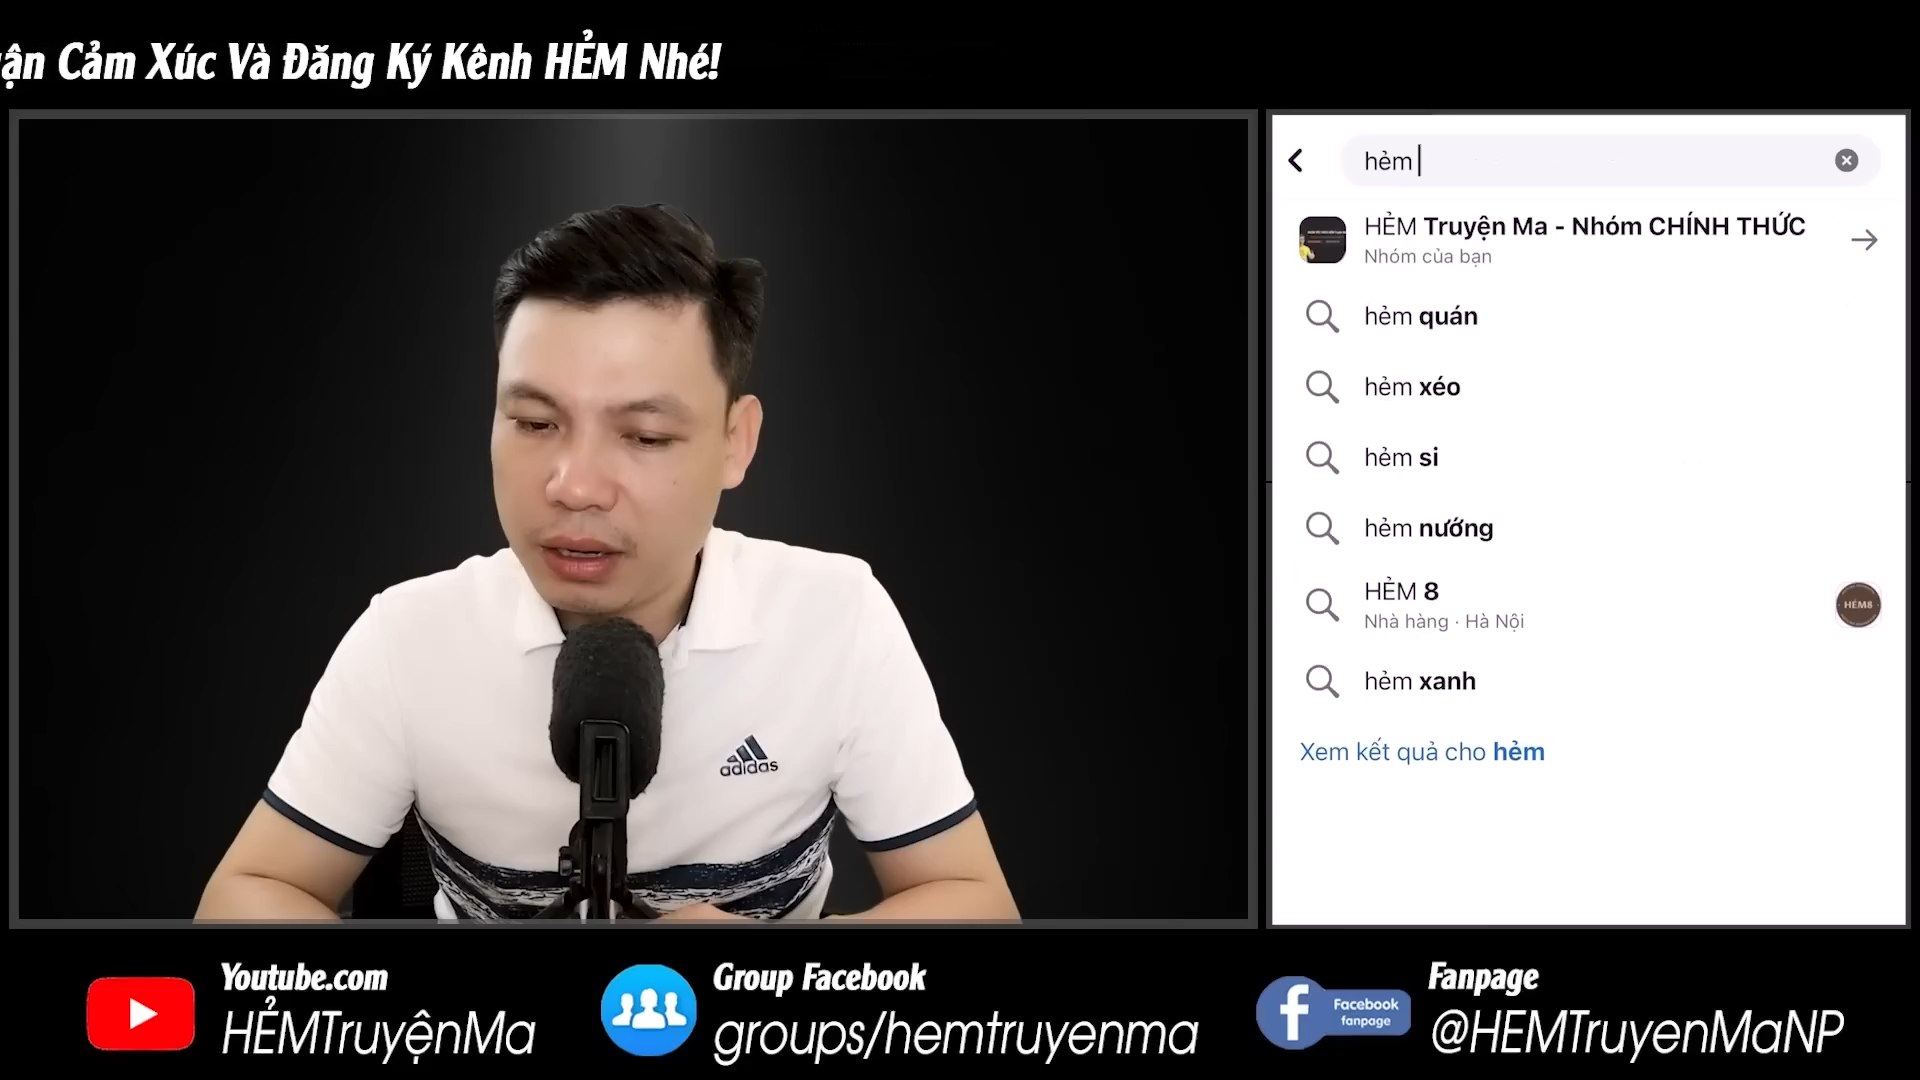 ận Cảm Xúc Và Đăng Ký Kênh HẺM Nhé!
hẻm
HẺM Truyện Ma - Nhóm CHÍNH THỨC
Nhóm của bạn
hẻm quán
hẻm xéo
hẻm si
hẻm nướng
HẺM 8
Nhà hàng · Hà Nội
HẺM8
hẻm xanh
Xem kết quả cho hẻm
adidas
Youtube.com
HẺMTruyệnMa
Group Facebook
groups/hemtruyenma
Facebook
fanpage
Fanpage
@HEMTruyenMaNP